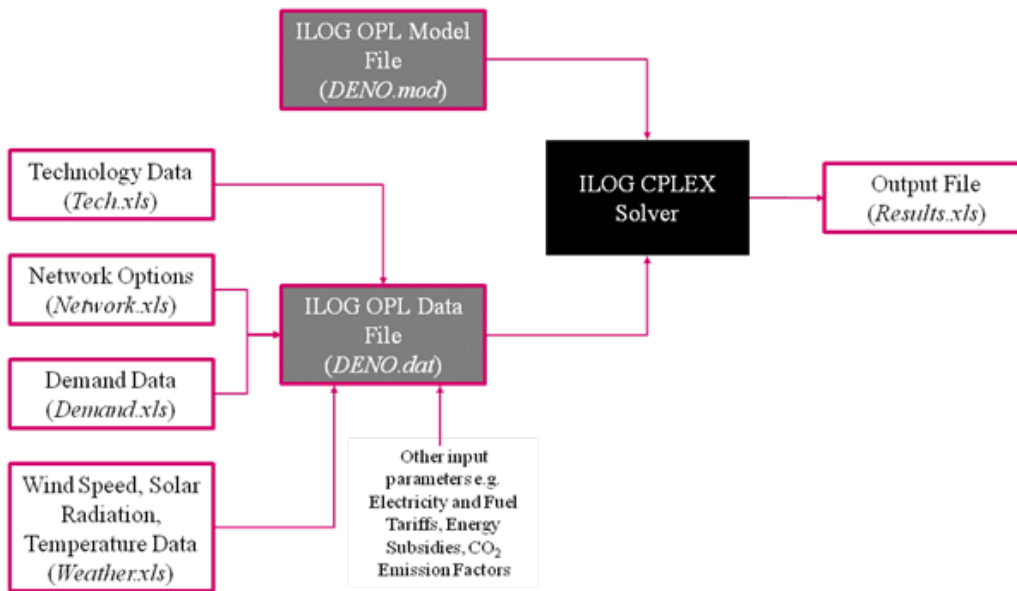 ILOG OPL Model
File
(DENO.mod)
Technology Data
(Tech.xls)
ILOG CPLEX
Solver
Output File
(Results.xls)
Network Options
(Network.xls)
ILOG OPL Data
File
(DENO.dat)
Demand Data
(Demand.xls)
Wind Speed, Solar
Radiation,
Temperature Data
(Weather.xls)
Other input
parameters e.g.
Electricity and Fuel
Tariffs, Energy
Subsidies, CO₂
Emission Factors